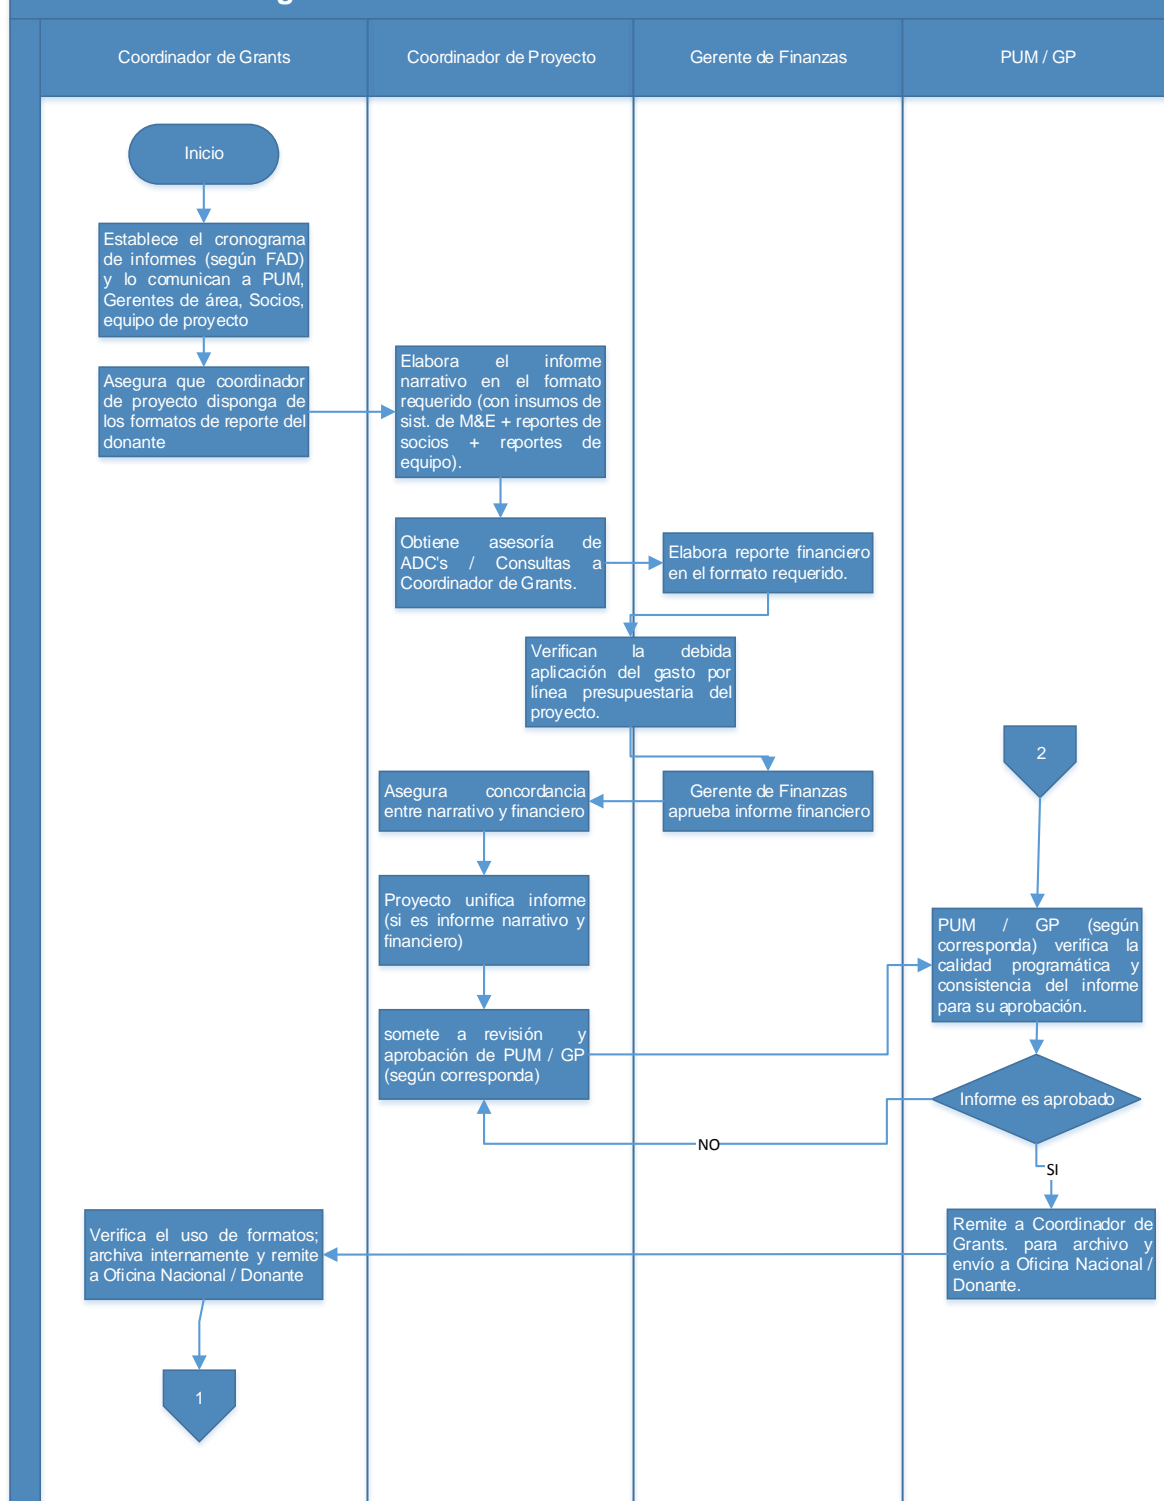 Coordinador de Grants
Coordinador de Proyecto
Gerente de Finanzas
PUM / GP
Inicio
Establece el cronograma
de informes (según FAD)
y lo comunican a PUM,
Gerentes de área, Socios,
equipo de proyecto
Asegura que coordinador
de proyecto disponga de
los formatos de reporte del
donante
Elabora el informe
narrativo en el formato
requerido (con insumos de
sist. de M&E + reportes de
socios + reportes de
equipo).
Obtiene asesoría de
ADC's / Consultas a
Coordinador de Grants.
Elabora reporte financiero
en el formato requerido.
Verifican la debida
aplicación del gasto por
línea presupuestaria del
proyecto.
Gerente de Finanzas
aprueba informe financiero
Asegura concordancia
entre narrativo y financiero
Proyecto unifica informe
(si es informe narrativo y
financiero)
somete a revisión y
aprobación de PUM / GP
(según corresponda)
2
PUM / GP (según
corresponda) verifica la
calidad programática y
consistencia del informe
para su aprobación.
Informe es aprobado
NO
SI
Remite a Coordinador de
Grants. para archivo y
envío a Oficina Nacional /
Donante.
Verifica el uso de formatos;
archiva internamente y remite
a Oficina Nacional / Donante
1